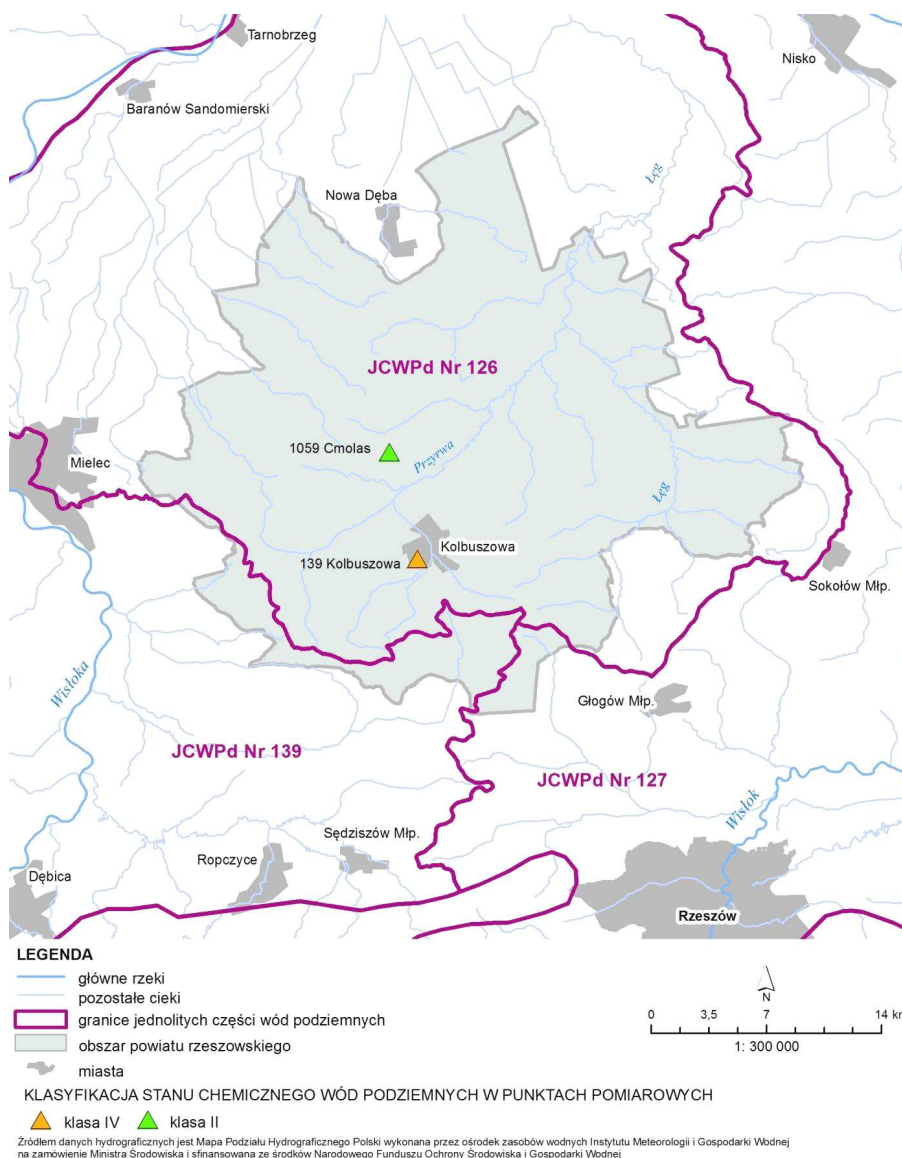 Tarnobrzeg
Nisko
Baranów Sandomierski
Łęg
Nowa Dęba
JCWPd Nr 126
1059 Cmolas
Mielec
Przyrwa
Łęg
Kolbuszowa
139 Kolbuszowa
Sokołów Młp.
Wisłoka
Głogów Młp.
JCWPd Nr 139
JCWPd Nr 127
Wisłok
Sędziszów Młp.
Ropczyce
Dębica
Rzeszów
LEGENDA
główne rzeki
pozostałe cieki
granice jednolitych części wód podziemnych
obszar powiatu rzeszowskiego
miasta
N
0 3,5 7 14 km
1: 300 000
KLASYFIKACJA STANU CHEMICZNEGO WÓD PODZIEMNYCH W PUNKTACH POMIAROWYCH
klasa IV klasa II
Źródłem danych hydrograficznych jest Mapa Podziału Hydrograficznego Polski wykonana przez ośrodek zasobów wodnych Instytutu Meteorologii i Gospodarki Wodnej
na zamówienie Ministra Środowiska i sfinansowana ze środków Narodowego Funduszu Ochrony Środowiska i Gospodarki Wodnej